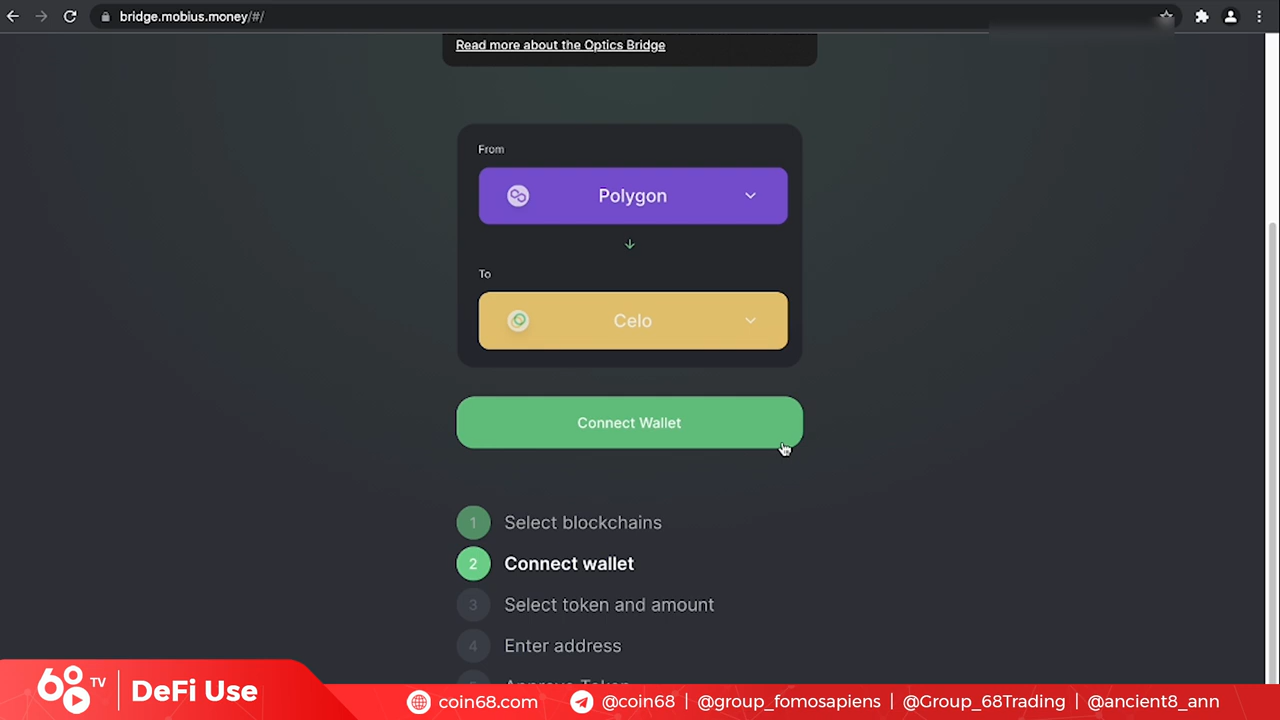 bridge.mobius.money/#/
Read more about the Optics Bridge
From
Polygon
To
Celo
Connect Wallet
1 Select blockchains
2 Connect wallet
3 Select token and amount
4 Enter address
Approve Token
68 TV DeFi Use
coin68.com @coin68 | @group_fomosapiens | @Group_68Trading | @ancient8_ann